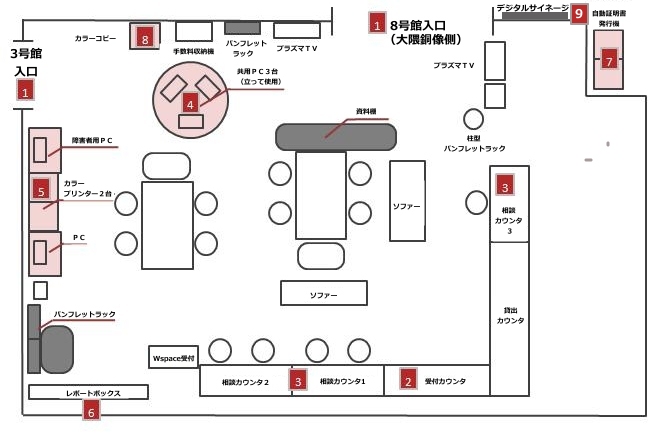 デジタルサイネージ
9
自動証明書
発行機
7
カラーコピー
8
手数料収納機
パンフレット
ラック
プラズマTV
1
8号館入口
（大隈銅像側）
3号館
入口
1
プラズマTV
共用PC3台
（立って使用）
4
資料棚
柱型
パンフレットラック
障害者用PC
5
カラー
プリンター2台
PC
ソファー
3
相談
カウンタ
3
ソファー
貸出
カウンタ
パンフレットラック
Wspace受付
相談カウンタ2
3
相談カウンタ1
2
受付カウンタ
レポートボックス
6